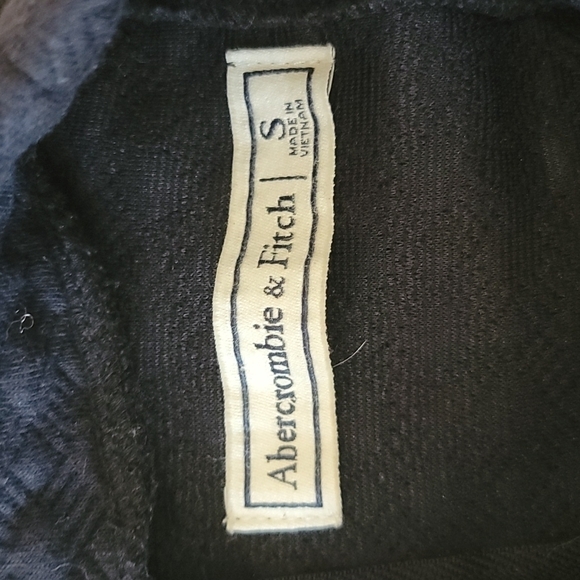 Abercrombie & Fitch | S
MADE IN
VIETNAM